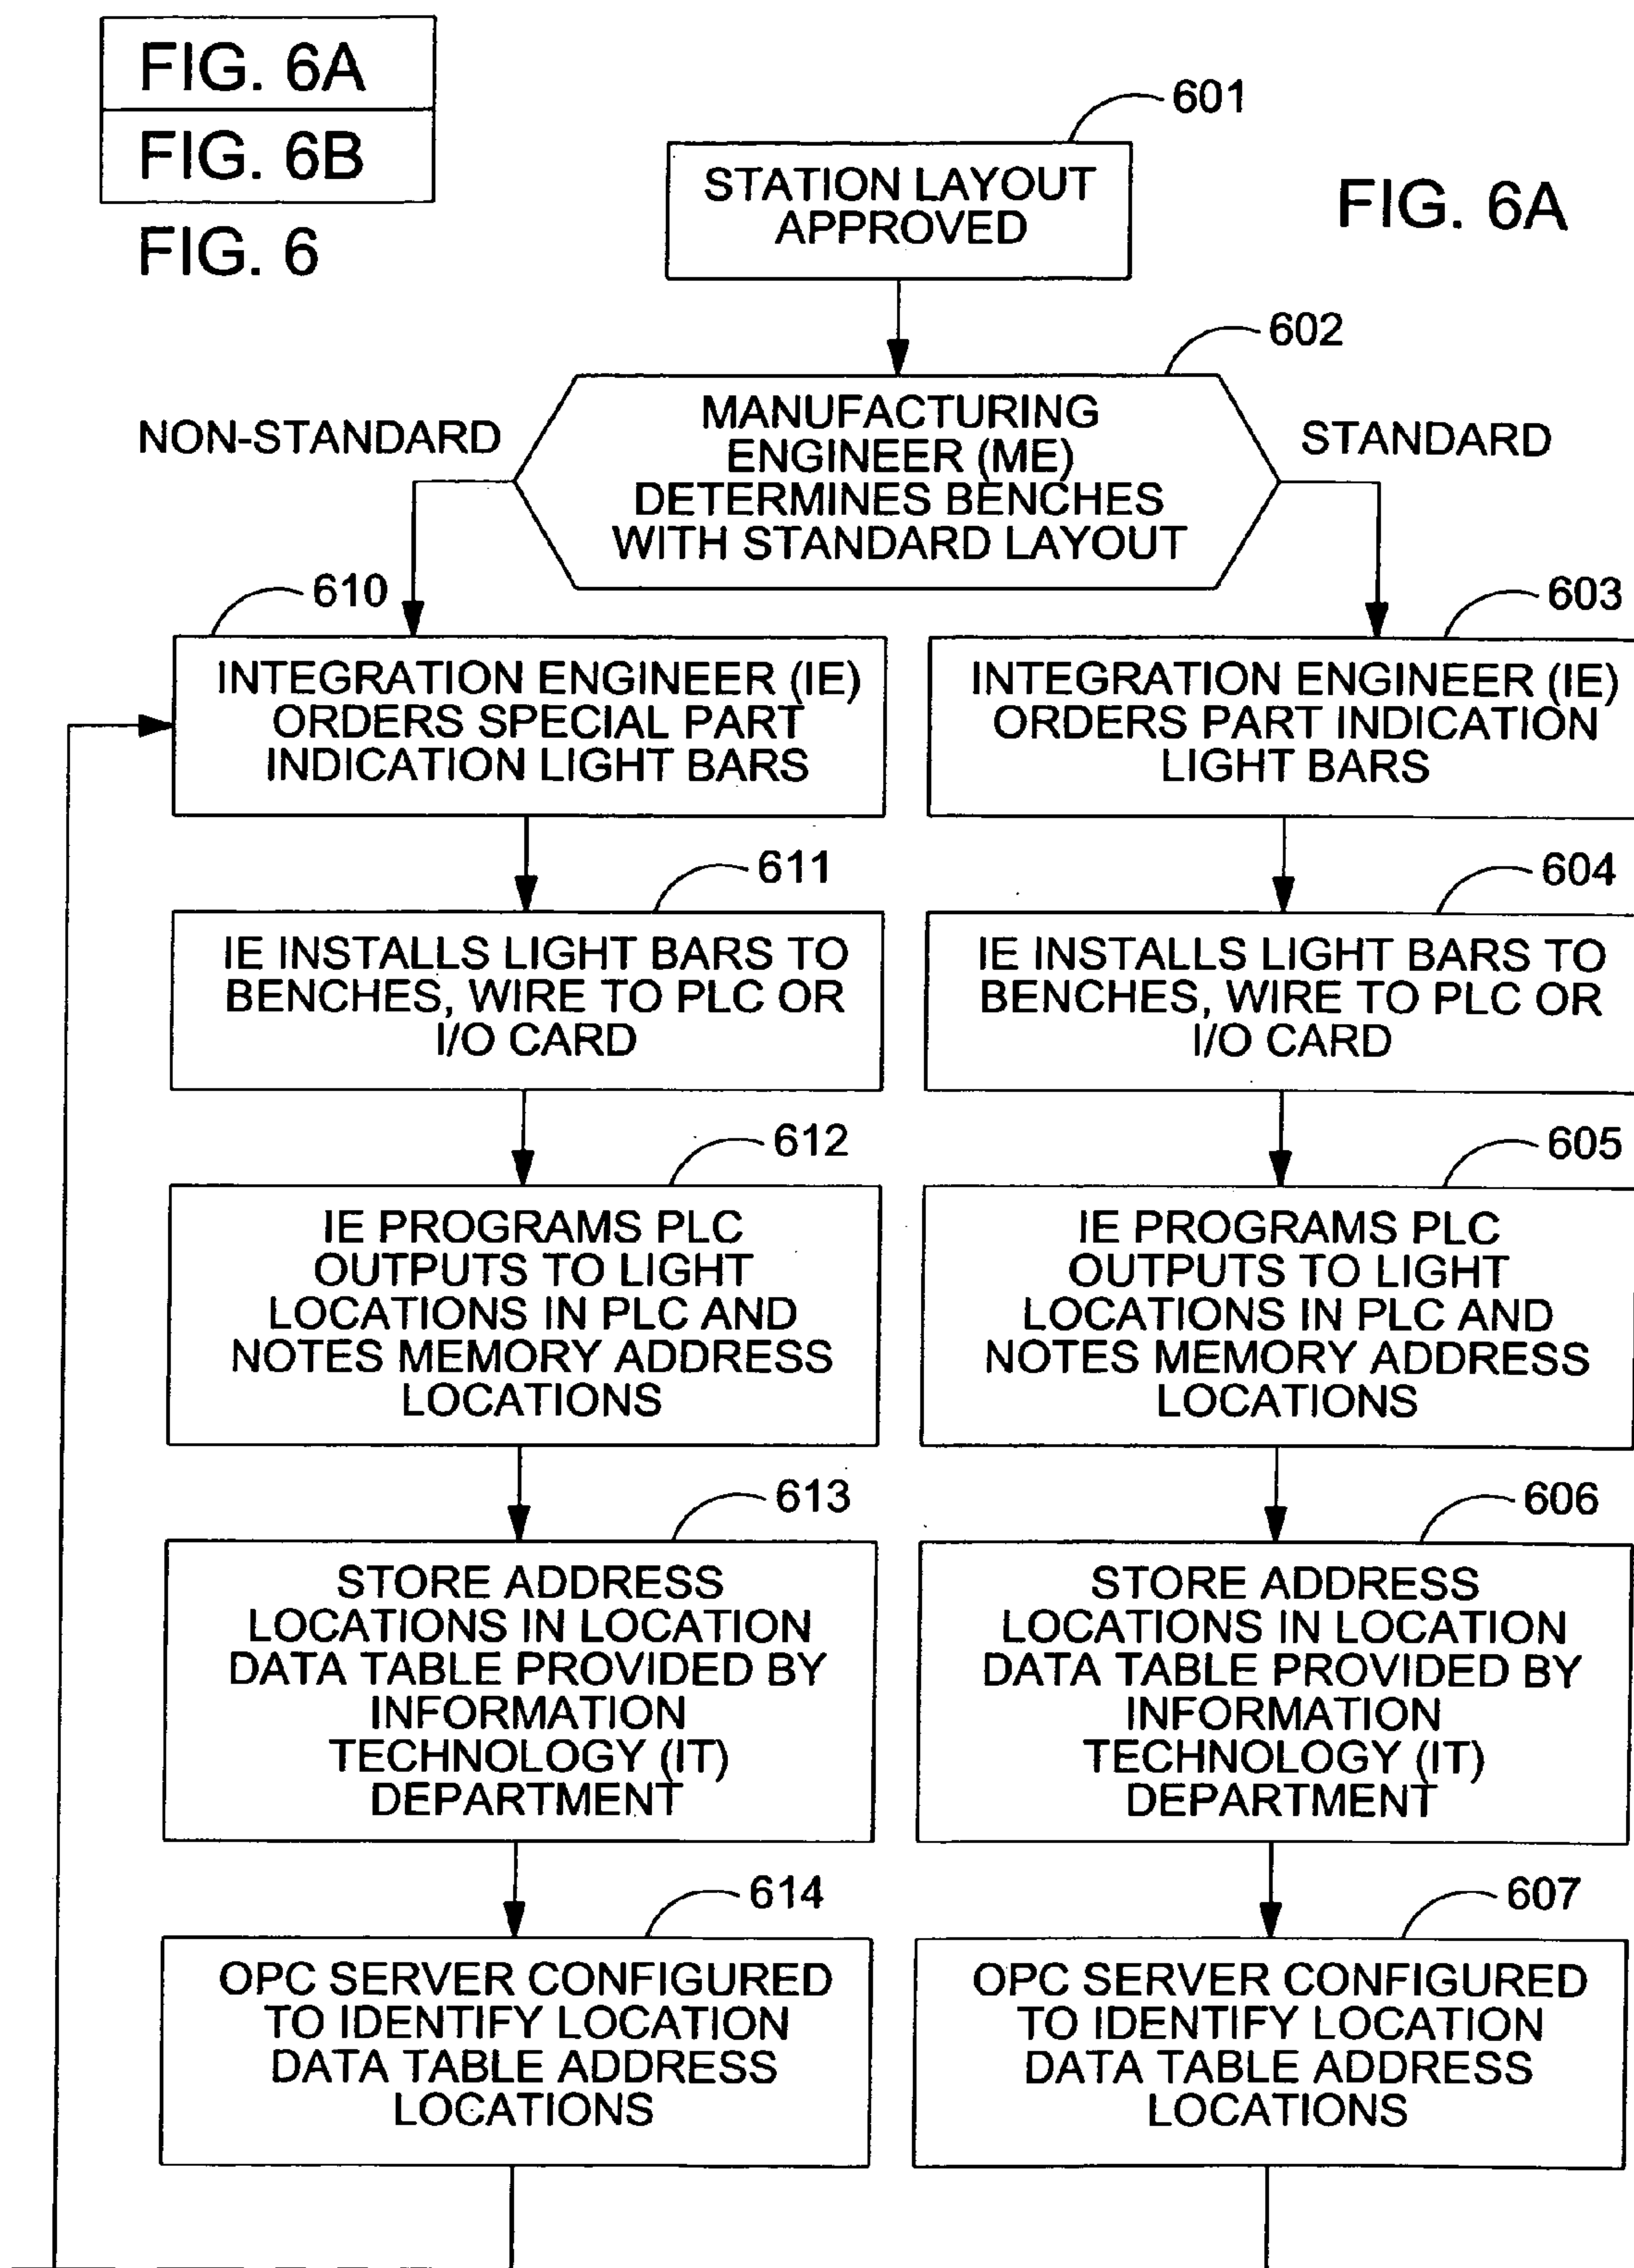 FIG. 6A
FIG. 6B
FIG. 6
FIG. 6A
601
STATION LAYOUT
APPROVED
602
MANUFACTURING
ENGINEER (ME)
DETERMINES BENCHES
WITH STANDARD LAYOUT
NON-STANDARD
STANDARD
610
INTEGRATION ENGINEER (IE)
ORDERS SPECIAL PART
INDICATION LIGHT BARS
611
IE INSTALLS LIGHT BARS TO
BENCHES, WIRE TO PLC OR
I/O CARD
612
IE PROGRAMS PLC
OUTPUTS TO LIGHT
LOCATIONS IN PLC AND
NOTES MEMORY ADDRESS
LOCATIONS
613
STORE ADDRESS
LOCATIONS IN LOCATION
DATA TABLE PROVIDED BY
INFORMATION
TECHNOLOGY (IT)
DEPARTMENT
614
OPC SERVER CONFIGURED
TO IDENTIFY LOCATION
DATA TABLE ADDRESS
LOCATIONS
603
INTEGRATION ENGINEER (IE)
ORDERS PART INDICATION
LIGHT BARS
604
IE INSTALLS LIGHT BARS TO
BENCHES, WIRE TO PLC OR
I/O CARD
605
IE PROGRAMS PLC
OUTPUTS TO LIGHT
LOCATIONS IN PLC AND
NOTES MEMORY ADDRESS
LOCATIONS
606
STORE ADDRESS
LOCATIONS IN LOCATION
DATA TABLE PROVIDED BY
INFORMATION
TECHNOLOGY (IT)
DEPARTMENT
607
OPC SERVER CONFIGURED
TO IDENTIFY LOCATION
DATA TABLE ADDRESS
LOCATIONS